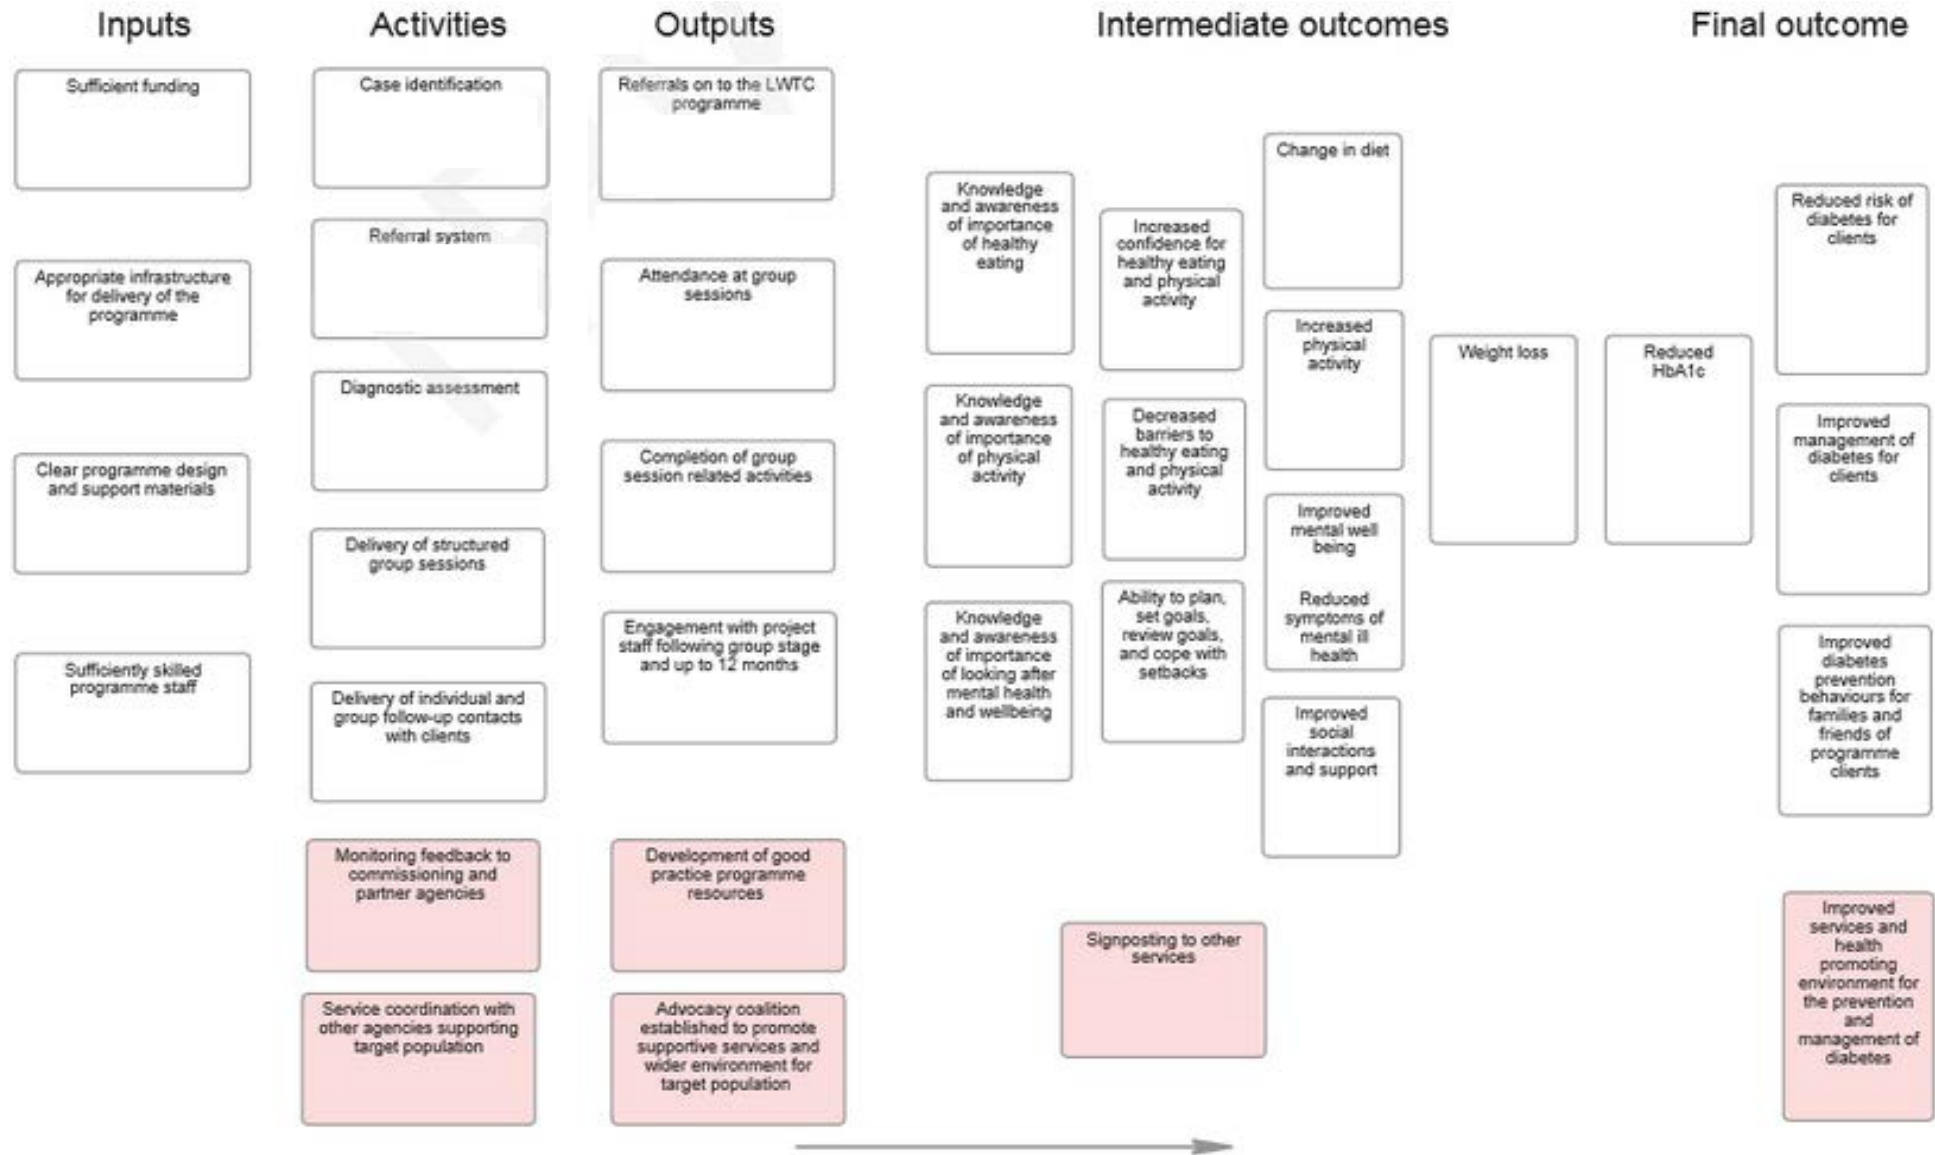 Inputs
Activities
Outputs
Intermediate outcomes
Final outcome
Sufficient funding
Appropriate infrastructure
for delivery of the
programme
Clear programme design
and support materials
Sufficiently skilled
programme staff
Case identification
Referral system
Diagnostic assessment
Delivery of structured
group sessions
Delivery of individual and
group follow-up contacts
with clients
Monitoring feedback to
commissioning and
partner agencies
Service coordination with
other agencies supporting
target population
Referrals on to the LWTC
programme
Attendance at group
sessions
Completion of group
session related activities
Engagement with project
staff following group stage
and up to 12 months
Development of good
practice programme
resources
Advocacy coalition
established to promote
supportive services and
wider environment for
target population
Knowledge
and awareness
of importance
of healthy
eating
Knowledge
and awareness
of importance
of physical
activity
Knowledge
and awareness
of importance
of looking after
mental health
and wellbeing
Increased
confidence for
healthy eating
and physical
activity
Decreased
barriers to
healthy eating
and physical
activity
Ability to plan,
set goals,
review goals,
and cope with
setbacks
Change in diet
Increased
physical
activity
Improved
mental well
being
Reduced
symptoms of
mental ill
health
Improved
social
interactions
and support
Signposting to other
services
Weight loss
Reduced
HbA1c
Reduced risk of
diabetes for
clients
Improved
management of
diabetes for
clients
Improved
diabetes
prevention
behaviours for
families and
friends of
programme
clients
Improved
services and
health
promoting
environment for
the prevention
and
management of
diabetes